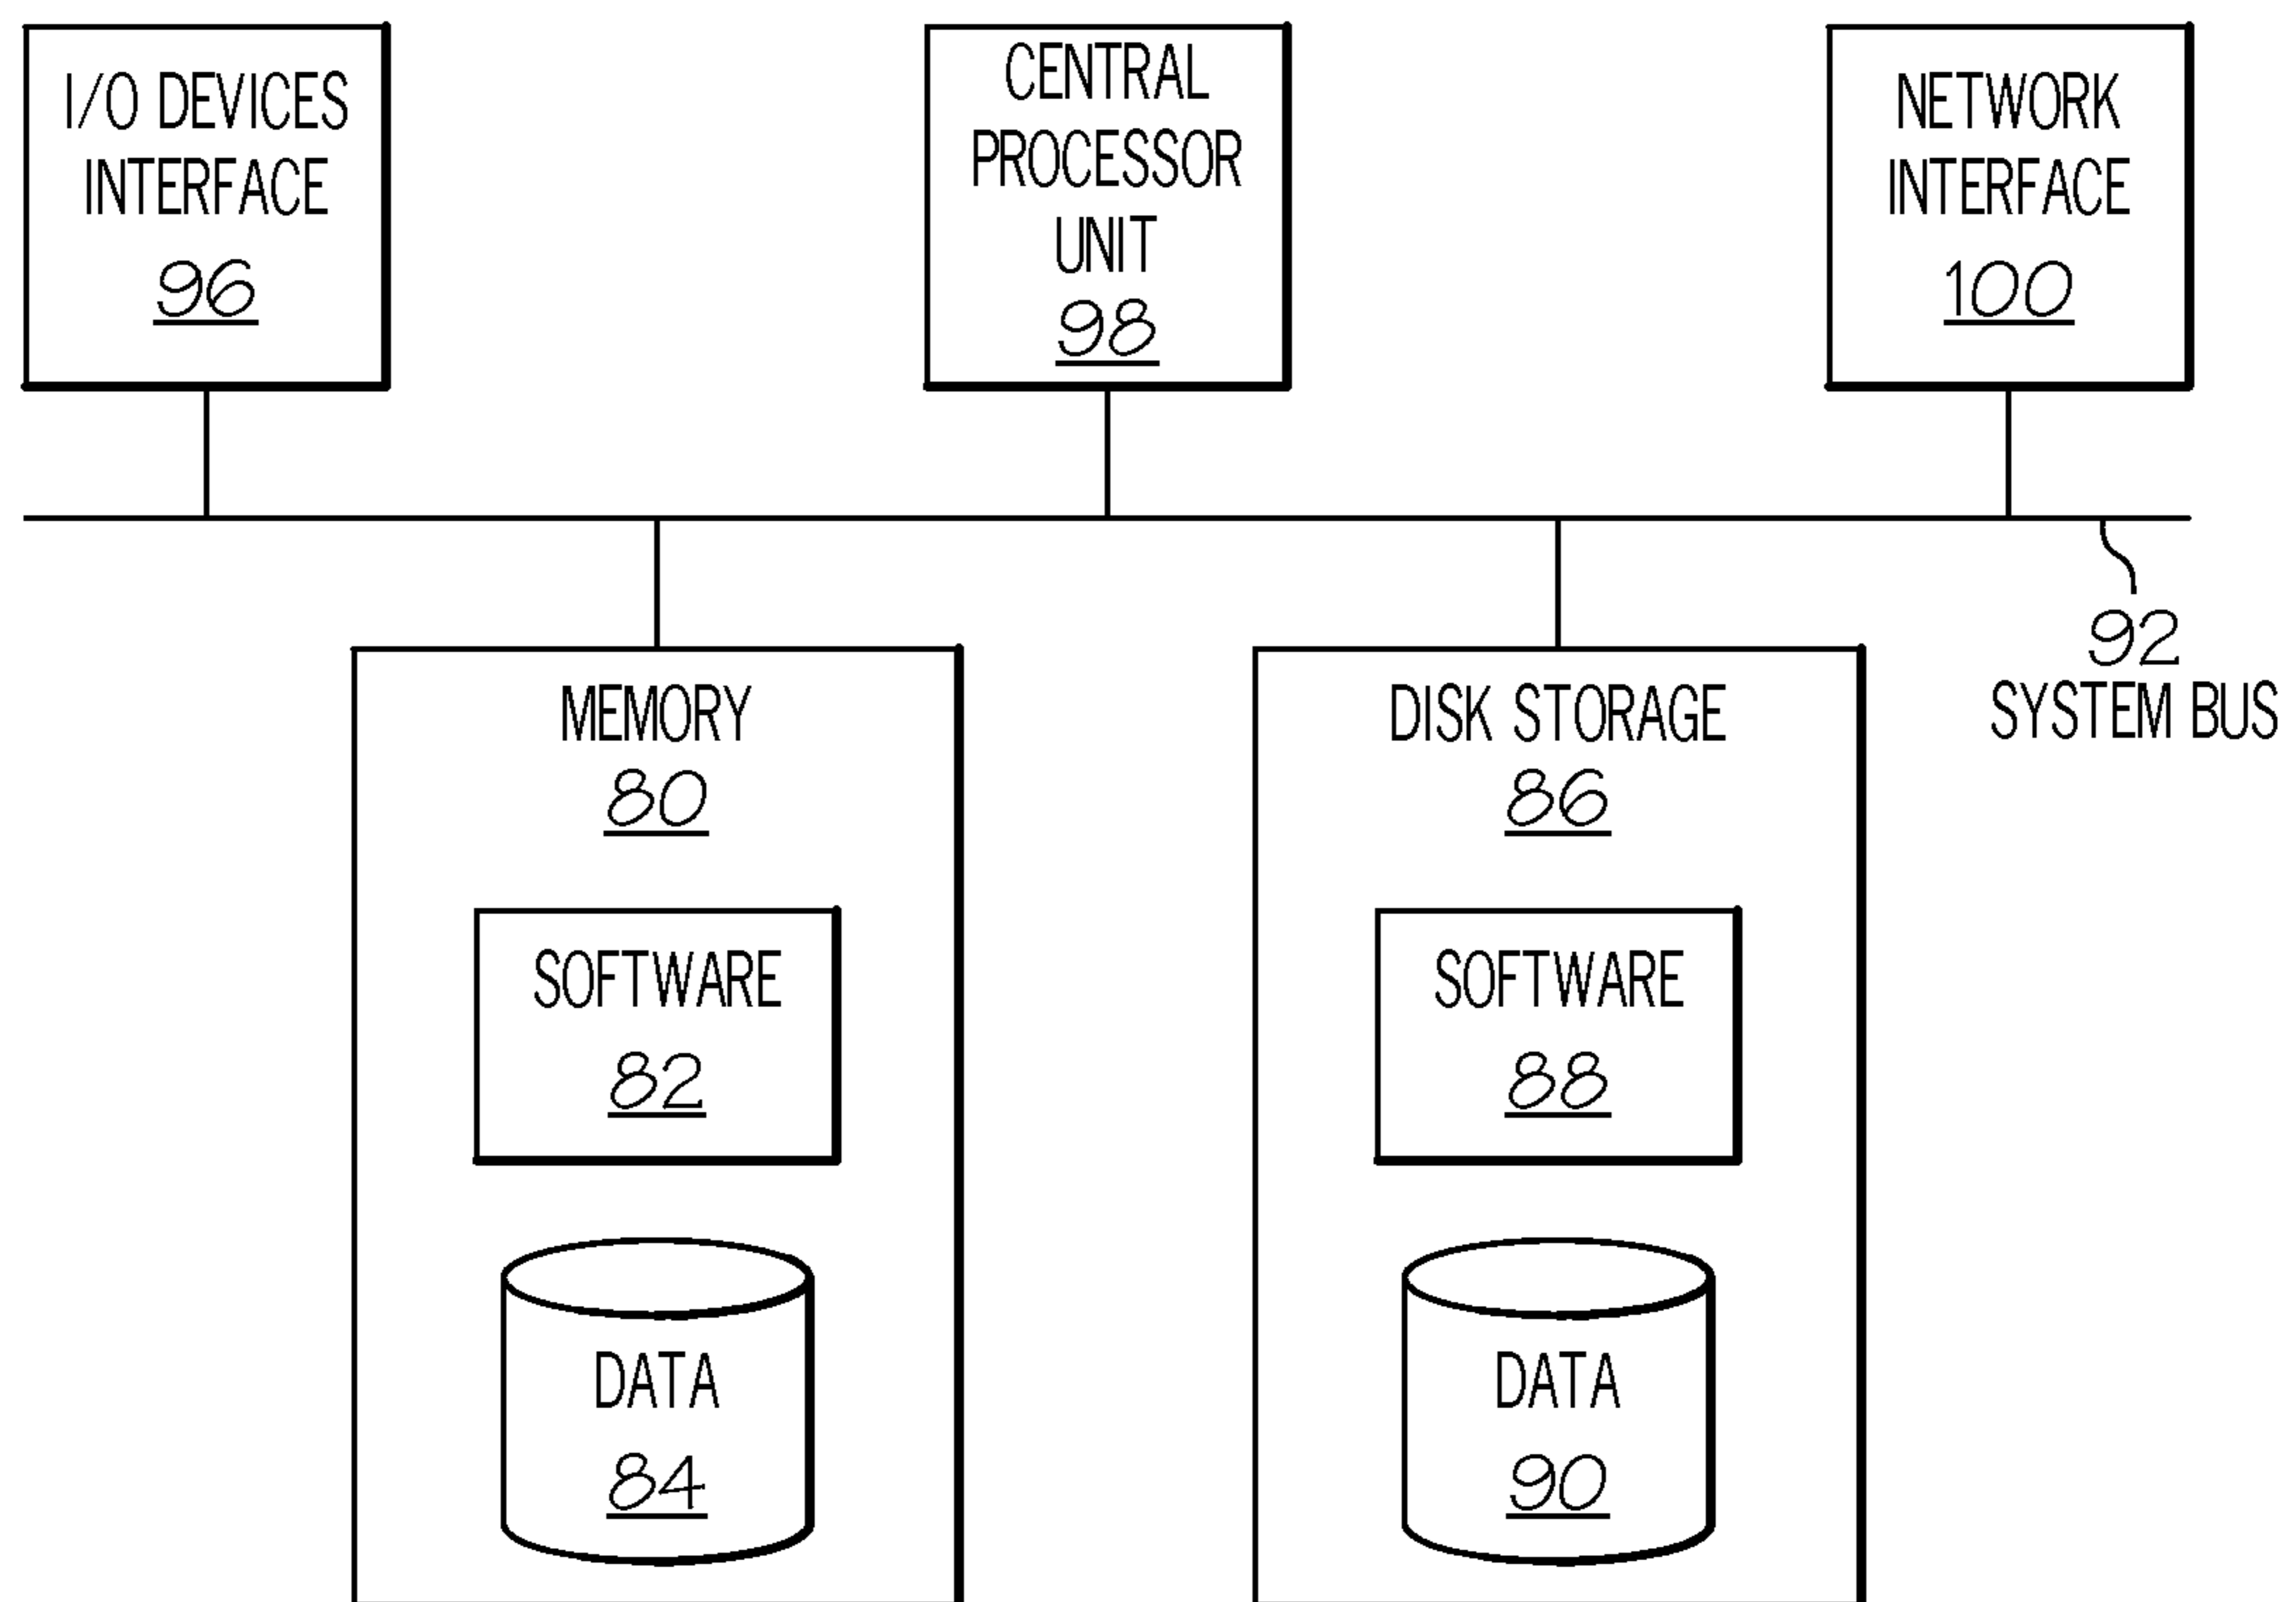 I/O DEVICES
INTERFACE
96
CENTRAL
PROCESSOR
UNIT
98
NETWORK
INTERFACE
100
92
SYSTEM BUS
MEMORY
80
SOFTWARE
82
DATA
84
DISK STORAGE
86
SOFTWARE
88
DATA
90